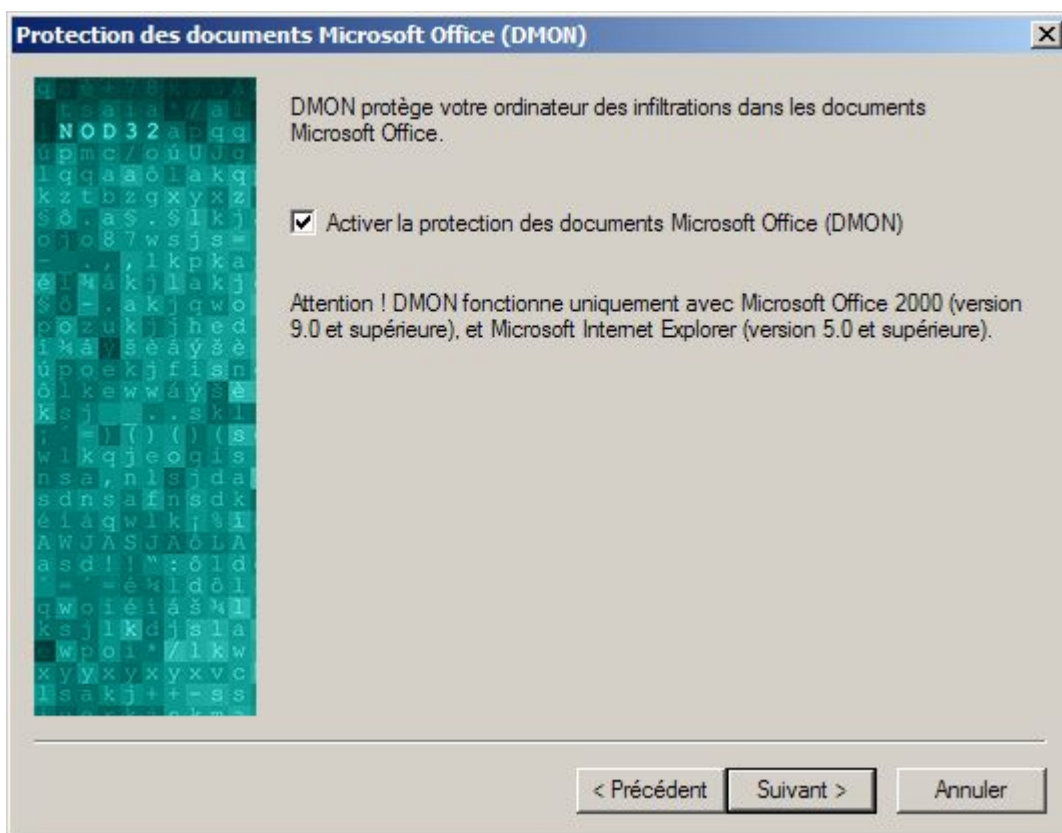 Protection des documents Microsoft Office (DMON)
DMON protège votre ordinateur des infiltrations dans les documents
Microsoft Office.
Activer la protection des documents Microsoft Office (DMON)
Attention ! DMON fonctionne uniquement avec Microsoft Office 2000 (version
9.0 et supérieure), et Microsoft Internet Explorer (version 5.0 et supérieure).
NOD32
< Précédent
Suivant >
Annuler